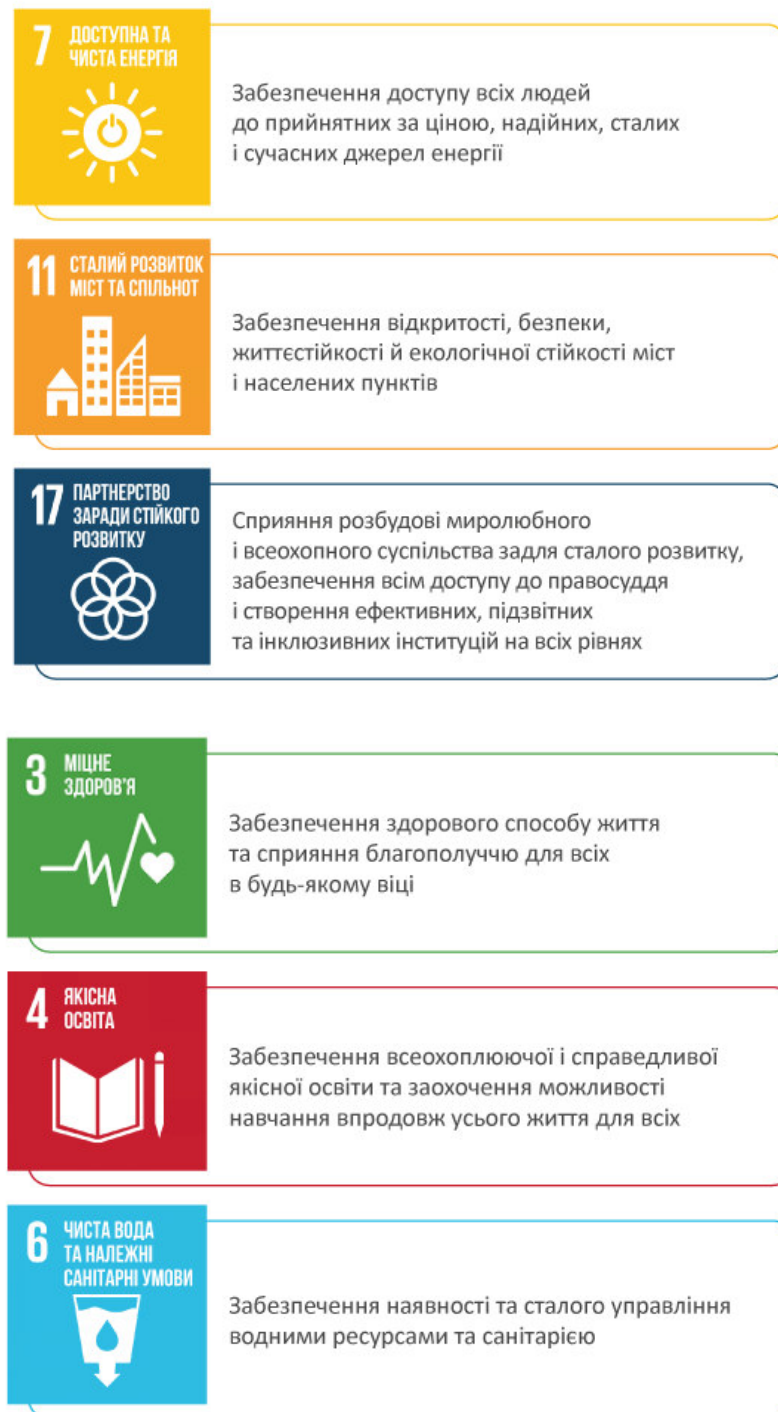 7 ДОСТУПНА ТА
ЧИСТА ЕНЕРГІЯ
Забезпечення доступу всіх людей
до прийнятних за ціною, надійних, сталих
і сучасних джерел енергії
11 СТАЛИЙ РОЗВИТОК
МІСТ ТА СПІЛЬНОТ
Забезпечення відкритості, безпеки,
життєстійкості й екологічної стійкості міст
і населених пунктів
17 ПАРТНЕРСТВО
ЗАРАДИ СТІЙКОГО
РОЗВИТКУ
Сприяння розбудові миролюбного
і всеохопного суспільства задля сталого розвитку,
забезпечення всім доступу до правосуддя
і створення ефективних, підзвітних
та інклюзивних інституцій на всіх рівнях
3 МІЦНЕ
ЗДОРОВ'Я
Забезпечення здорового способу життя
та сприяння благополуччю для всіх
в будь-якому віці
4 ЯКІСНА
ОСВІТА
Забезпечення всеохоплюючої і справедливої
якісної освіти та заохочення можливості
навчання впродовж усього життя для всіх
6 ЧИСТА ВОДА
ТА НАЛЕЖНІ
САНІТАРНІ УМОВИ
Забезпечення наявності та сталого управління
водними ресурсами та санітарією